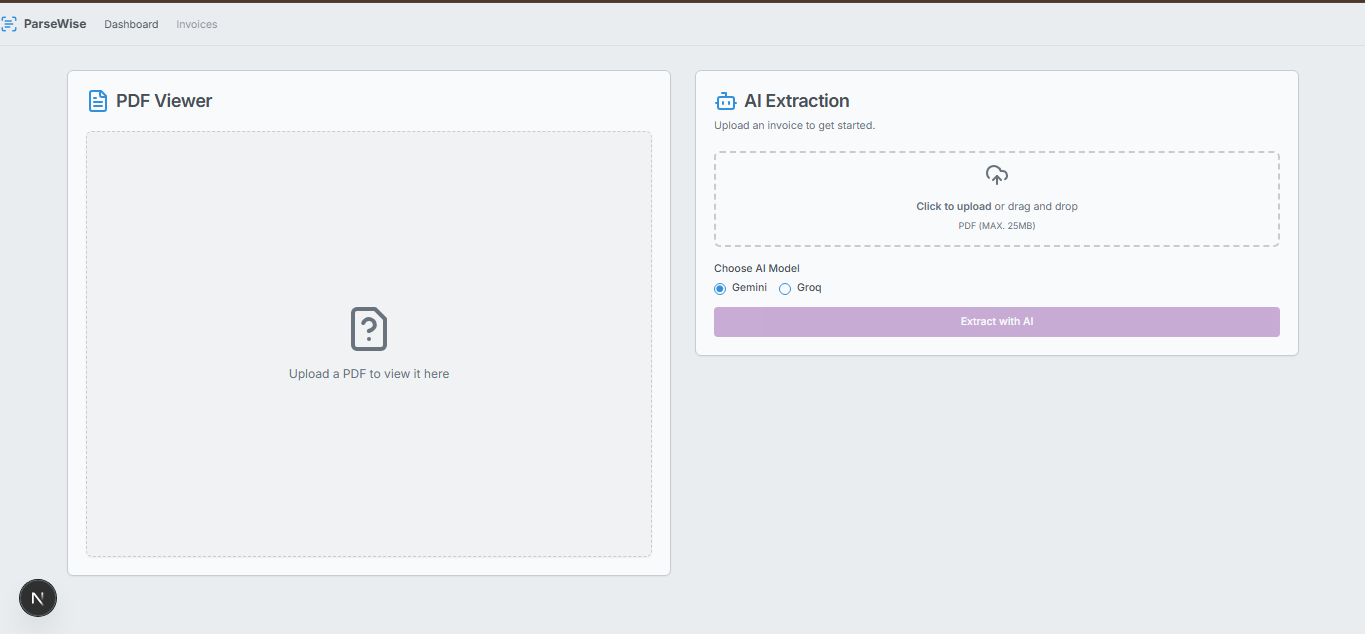 ParseWise Dashboard Invoices
PDF Viewer
Upload a PDF to view it here
AI Extraction
Upload an invoice to get started.
Click to upload or drag and drop
PDF (MAX. 25MB)
Choose AI Model
Gemini Groq
Extract with AI
N